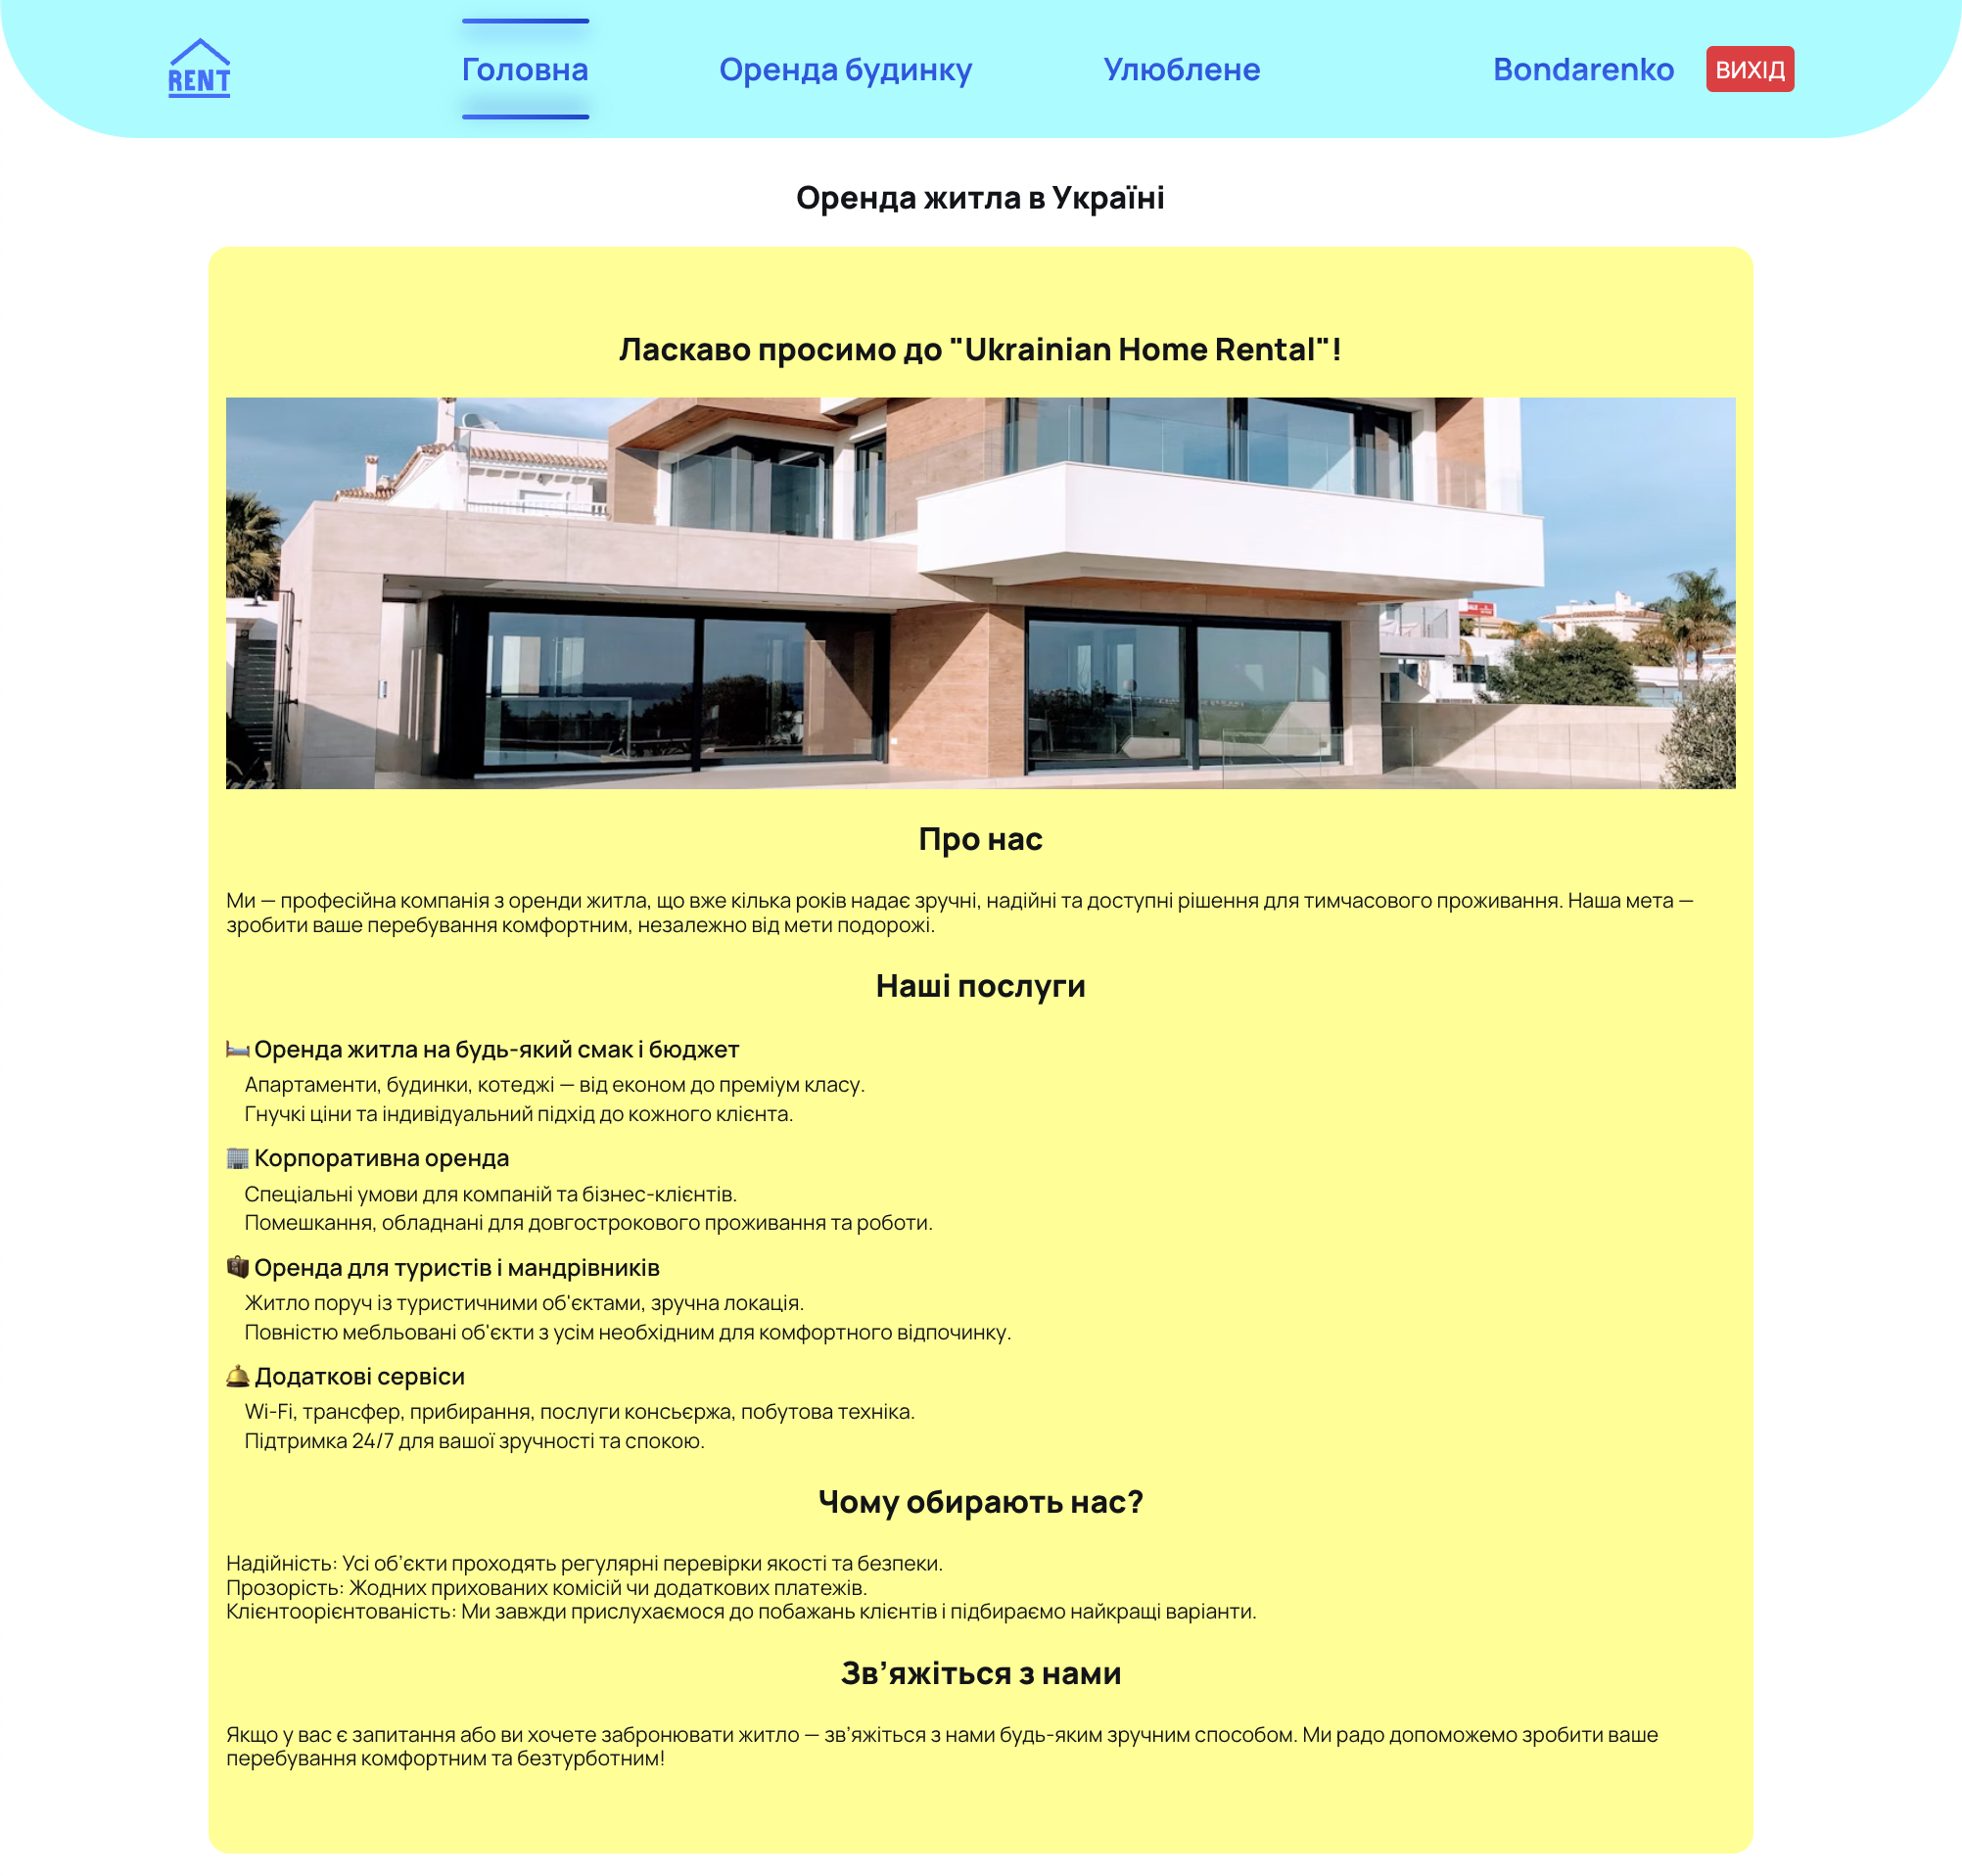 RENT
Головна
Оренда будинку
Улюблене
Bondarenko
ВИХІД
Оренда житла в Україні
Ласкаво просимо до "Ukrainian Home Rental"!
Про нас
Ми — професійна компанія з оренди житла, що вже кілька років надає зручні, надійні та доступні рішення для тимчасового проживання. Наша мета —
зробити ваше перебування комфортним, незалежно від мети подорожі.
Наші послуги
🛏️ Оренда житла на будь-який смак і бюджет
Апартаменти, будинки, котеджі — від економ до преміум класу.
Гнучкі ціни та індивідуальний підхід до кожного клієнта.
🏢 Корпоративна оренда
Спеціальні умови для компаній та бізнес-клієнтів.
Помешкання, обладнані для довгострокового проживання та роботи.
🧳 Оренда для туристів і мандрівників
Житло поруч із туристичними об'єктами, зручна локація.
Повністю мебльовані об'єкти з усім необхідним для комфортного відпочинку.
🛎️ Додаткові сервіси
Wi-Fi, трансфер, прибирання, послуги консьєржа, побутова техніка.
Підтримка 24/7 для вашої зручності та спокою.
Чому обирають нас?
Надійність: Усі об’єкти проходять регулярні перевірки якості та безпеки.
Прозорість: Жодних прихованих комісій чи додаткових платежів.
Клієнтоорієнтованість: Ми завжди прислухаємося до побажань клієнтів і підбираємо найкращі варіанти.
Зв’яжіться з нами
Якщо у вас є запитання або ви хочете забронювати житло — зв’яжіться з нами будь-яким зручним способом. Ми радо допоможемо зробити ваше
перебування комфортним та безтурботним!